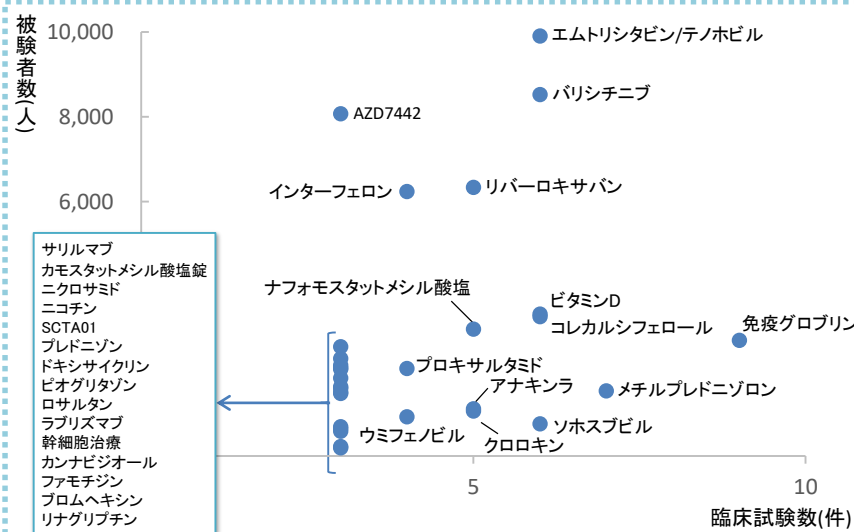 被験者数(人)
10,000
エムトリシタビン/テノホビル
バリシチニブ
8,000
AZD7442
インターフェロン
リバーロキサバン
6,000
サリルマブ
カモスタットメシル酸塩錠
ニクロサミド
ニコチン
SCTA01
プレドニゾン
ドキシサイクリン
ピオグリタゾン
ロサルタン
ラブリズマブ
幹細胞治療
カンナビジオール
ファモチジン
ブロムヘキシン
リナグリプチン
ナフォモスタットメシル酸塩
ビタミンD
コレカルシフェロール
免疫グロブリン
プロキサルタミド
アナキンラ
メチルプレドニゾロン
ウミフェノビル
クロロキン
ソホスブビル
5
10
臨床試験数(件)